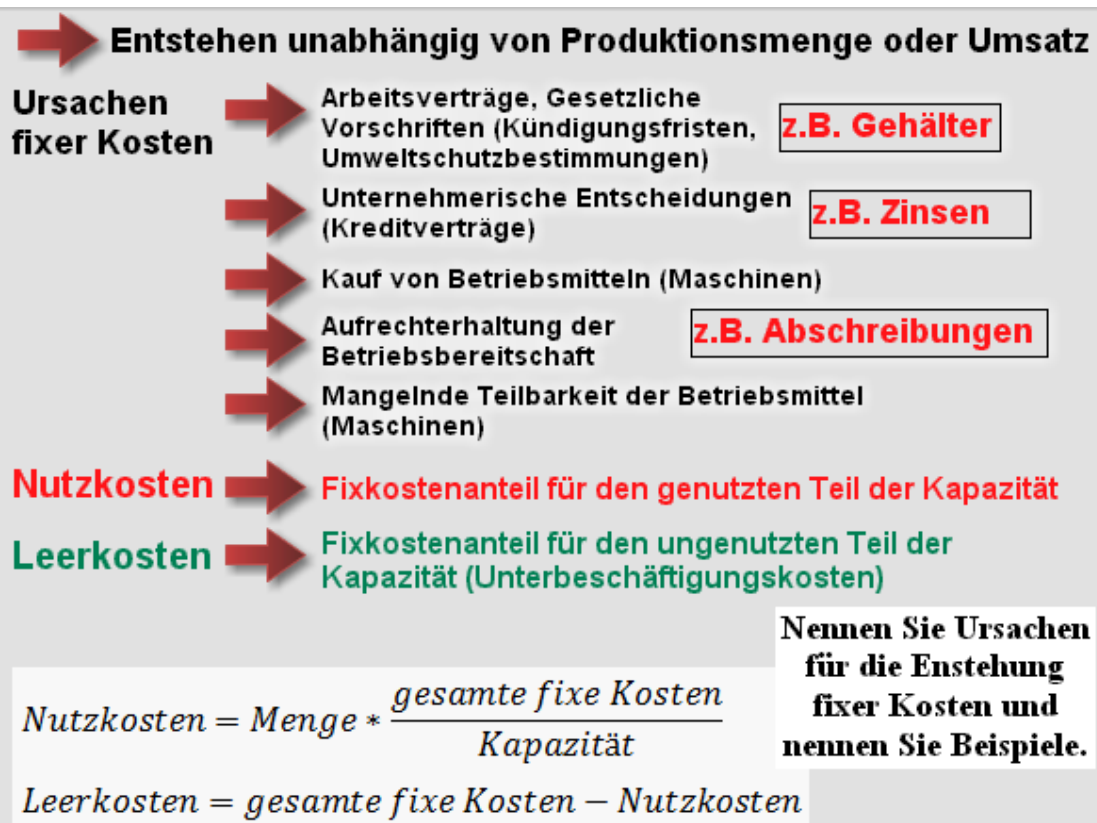 Entstehen unabhängig von Produktionsmenge oder Umsatz
Ursachen
fixer Kosten
Arbeitsverträge, Gesetzliche
Vorschriften (Kündigungsfristen,
Umweltschutzbestimmungen)
z.B. Gehälter
Unternehmerische Entscheidungen
(Kreditverträge)
z.B. Zinsen
Kauf von Betriebsmitteln (Maschinen)
Aufrechterhaltung der
Betriebsbereitschaft
z.B. Abschreibungen
Mangelnde Teilbarkeit der Betriebsmittel
(Maschinen)
Nutzkosten
Fixkostenanteil für den genutzten Teil der Kapazität
Leerkosten
Fixkostenanteil für den ungenutzten Teil der
Kapazität (Unterbeschäftigungskosten)
Nennen Sie Ursachen
für die Enstehung
fixer Kosten und
nennen Sie Beispiele.
Nutzkosten = Menge * gesamte fixe Kosten / Kapazität
Leerkosten = gesamte fixe Kosten − Nutzkosten